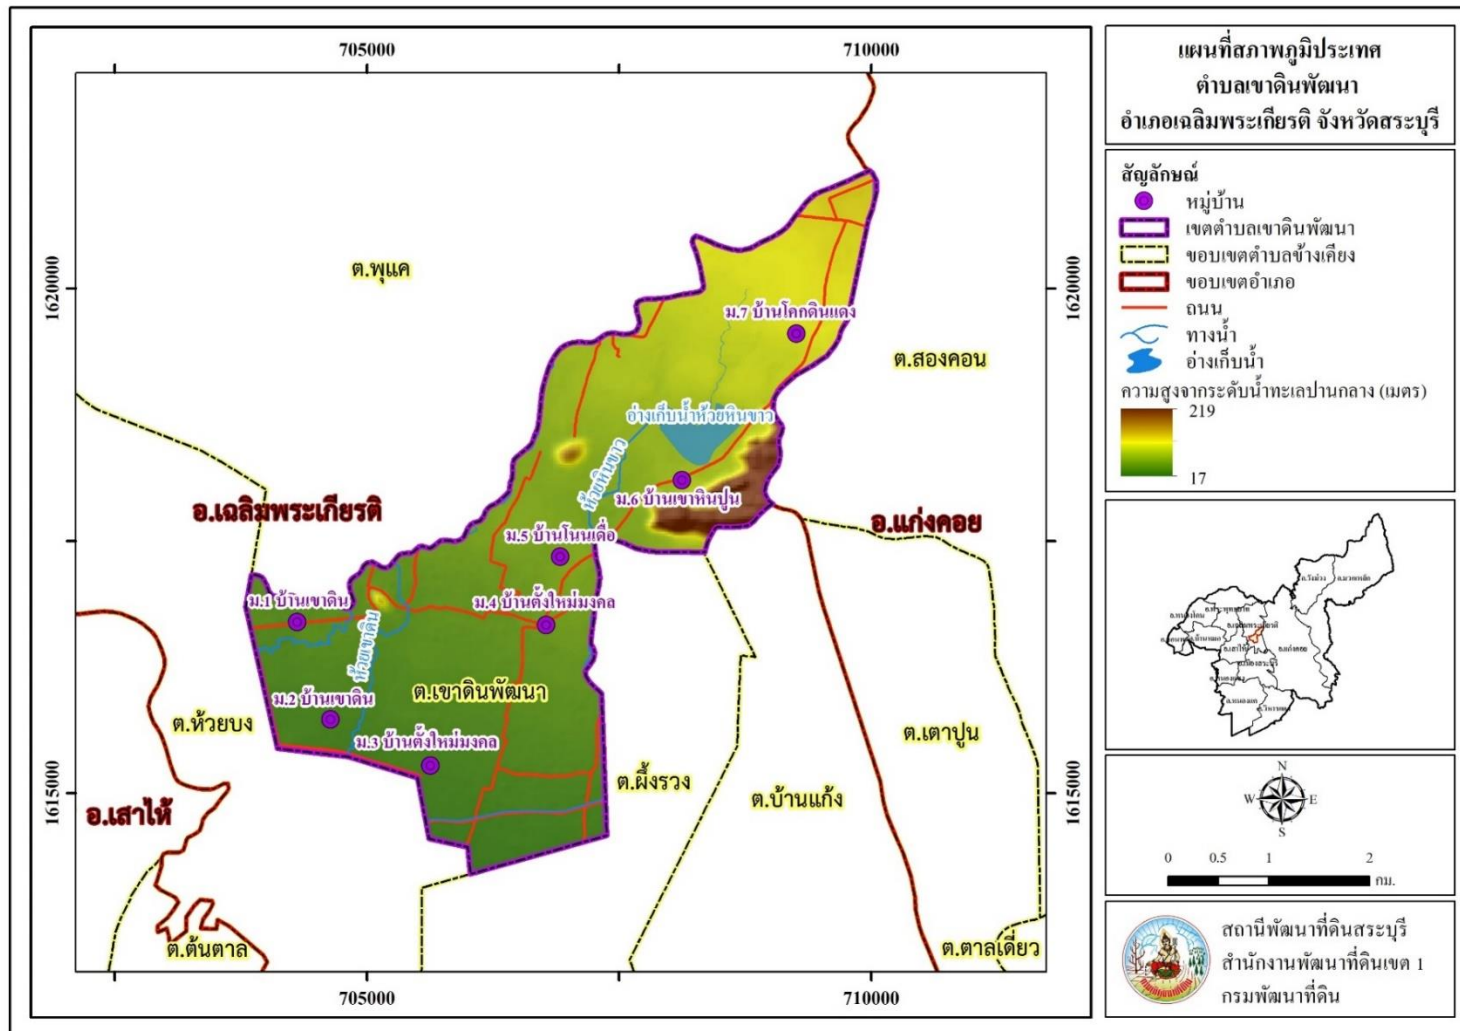 705000
710000
แผนที่สภาพภูมิประเทศ
ตำบลเขาดินพัฒนา
อำเภอเฉลิมพระเกียรติ จังหวัดสระบุรี
สัญลักษณ์
หมู่บ้าน
เขตตำบลเขาดินพัฒนา
ขอบเขตตำบลข้างเคียง
ขอบเขตอำเภอ
ถนน
ทางน้ำ
อ่างเก็บน้ำ
ความสูงจากระดับน้ำทะเลปานกลาง (เมตร)
219
17
1620000
1620000
ต.พุแค
ม.7 บ้านโคกดินแดง
ต.สองคอน
อ่างเก็บน้ำห้วยหินขาว
ห้วยหินขาว
ม.6 บ้านเขาหินปูน
อ.เฉลิมพระเกียรติ
อ.แก่งคอย
ม.5 บ้านโนนเดื่อ
ม.1 บ้านเขาดิน
ม.4 บ้านตั้งใหม่มงคล
ห้วยเขาดิน
ต.เขาดินพัฒนา
ม.2 บ้านเขาดิน
ต.ห้วยบง
ม.3 บ้านตั้งใหม่มงคล
ต.เตาปูน
ต.ผึ้งรวง
ต.บ้านแก้ง
1615000
1615000
อ.เสาไห้
ต.ต้นตาล
ต.ตาลเดี่ยว
705000
710000
อ.แก่งคอย
N
W
E
S
0
0.5
1
2
กม.
สถานีพัฒนาที่ดินสระบุรี
สำนักงานพัฒนาที่ดินเขต 1
กรมพัฒนาที่ดิน